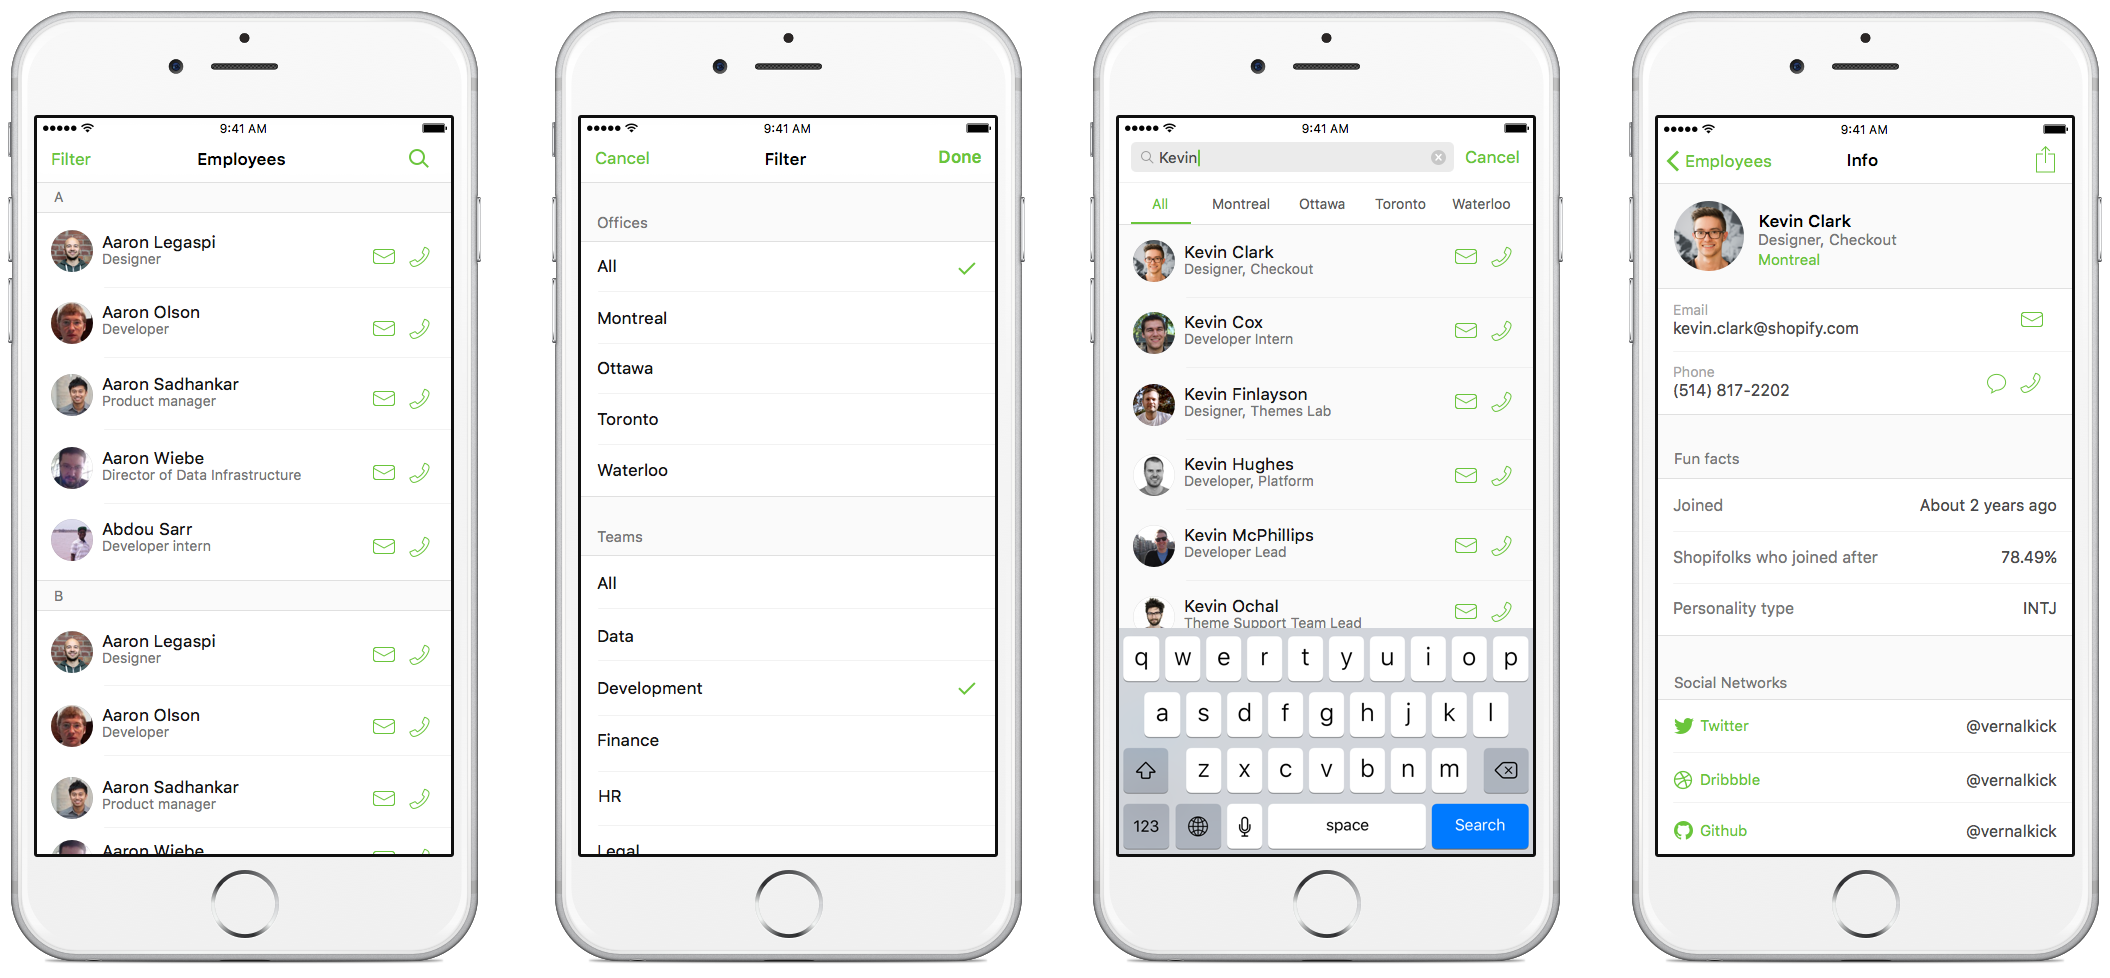 9:41 AM
Filter Employees
A
Aaron Legaspi
Designer
Aaron Olson
Developer
Aaron Sadhankar
Product manager
Aaron Wiebe
Director of Data Infrastructure
Abdou Sarr
Developer intern
B
Aaron Legaspi
Designer
Aaron Olson
Developer
Aaron Sadhankar
Product manager
Aaron Wiebe
9:41 AM
Cancel Filter Done
Offices
All
Montreal
Ottawa
Toronto
Waterloo
Teams
All
Data
Development
Finance
HR
Legal
9:41 AM
Kevin Cancel
All Montreal Ottawa Toronto Waterloo
Kevin Clark
Designer, Checkout
Kevin Cox
Developer Intern
Kevin Finlayson
Designer, Themes Lab
Kevin Hughes
Developer, Platform
Kevin McPhillips
Developer Lead
Kevin Ochal
Theme Support Team Lead
q w e r t y u i o p
a s d f g h j k l
z x c v b n m
123 space Search
9:41 AM
Employees Info
Kevin Clark
Designer, Checkout
Montreal
Email
kevin.clark@shopify.com
Phone
(514) 817-2202
Fun facts
Joined About 2 years ago
Shopifolks who joined after 78.49%
Personality type INTJ
Social Networks
Twitter @vernalkick
Dribbble @vernalkick
Github @vernalkick